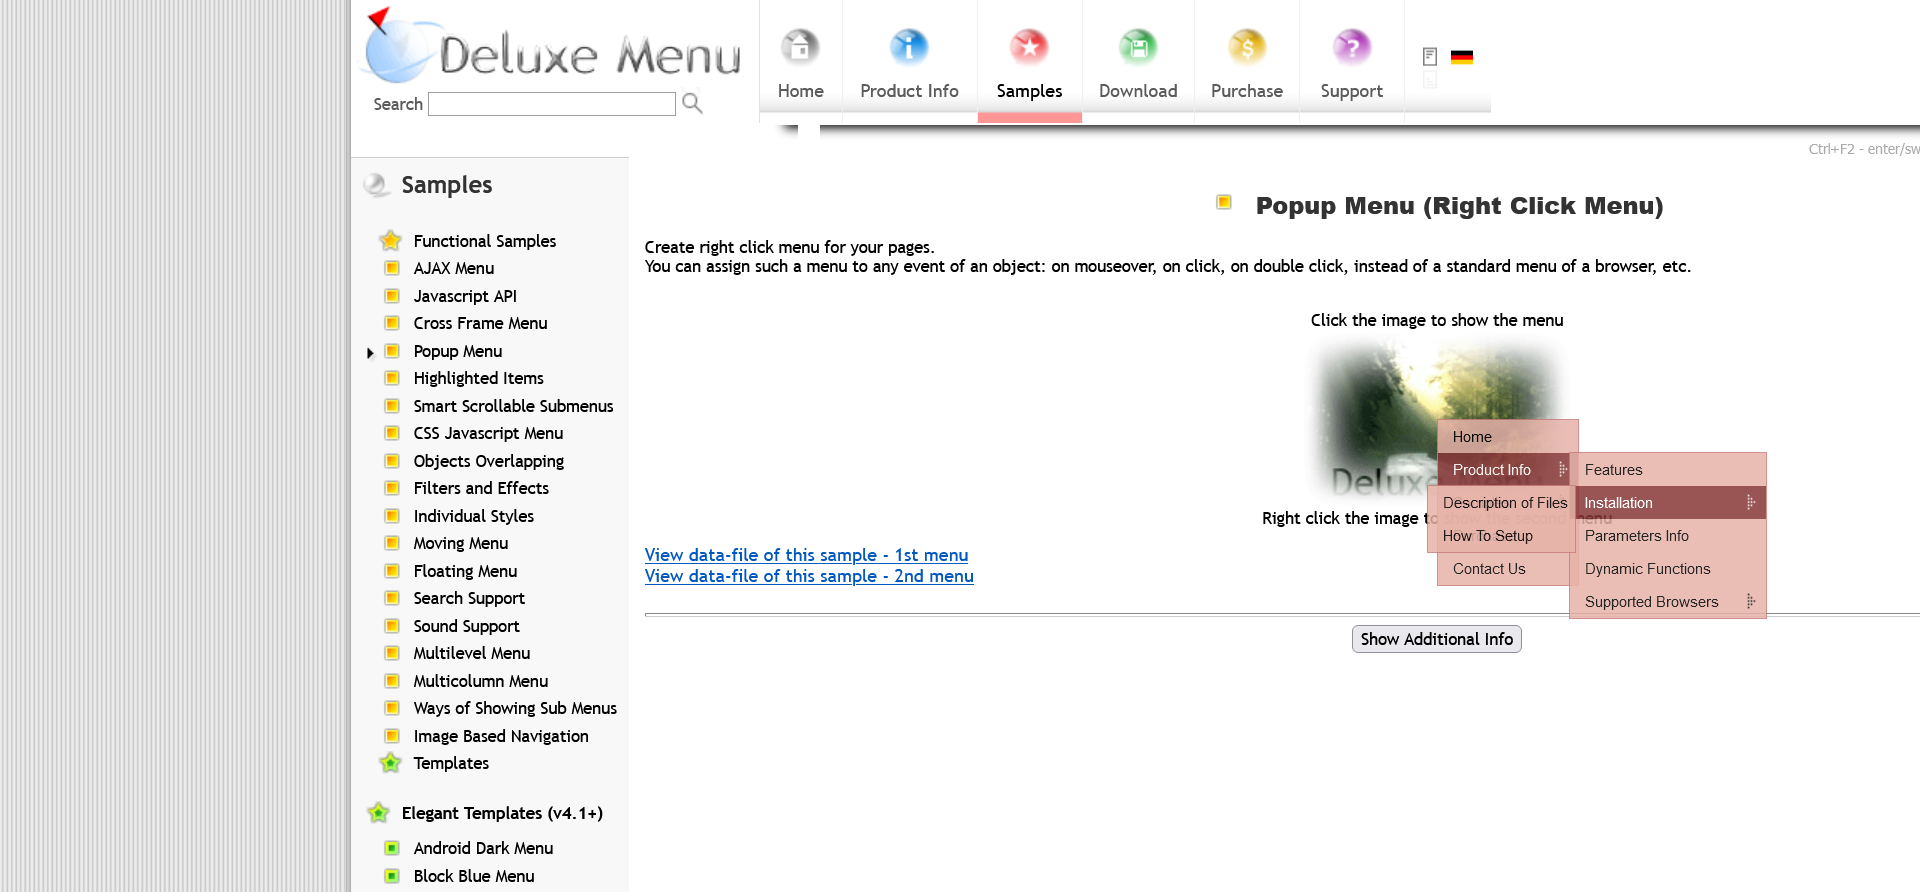 Deluxe Menu
Search
Home
Product Info
Samples
Download
Purchase
Support
Ctrl+F2 - enter/sw
Samples
Functional Samples
AJAX Menu
Javascript API
Cross Frame Menu
Popup Menu
Highlighted Items
Smart Scrollable Submenus
CSS Javascript Menu
Objects Overlapping
Filters and Effects
Individual Styles
Moving Menu
Floating Menu
Search Support
Sound Support
Multilevel Menu
Multicolumn Menu
Ways of Showing Sub Menus
Image Based Navigation
Templates
Elegant Templates (v4.1+)
Android Dark Menu
Block Blue Menu
Popup Menu (Right Click Menu)
Create right click menu for your pages.
You can assign such a menu to any event of an object: on mouseover, on click, on double click, instead of a standard menu of a browser, etc.
Click the image to show the menu
Deluxe Menu
Right click the image to show the second menu
Home
Product Info
Description of Files
How To Setup
Contact Us
Features
Installation
Parameters Info
Dynamic Functions
Supported Browsers
View data-file of this sample - 1st menu
View data-file of this sample - 2nd menu
Show Additional Info